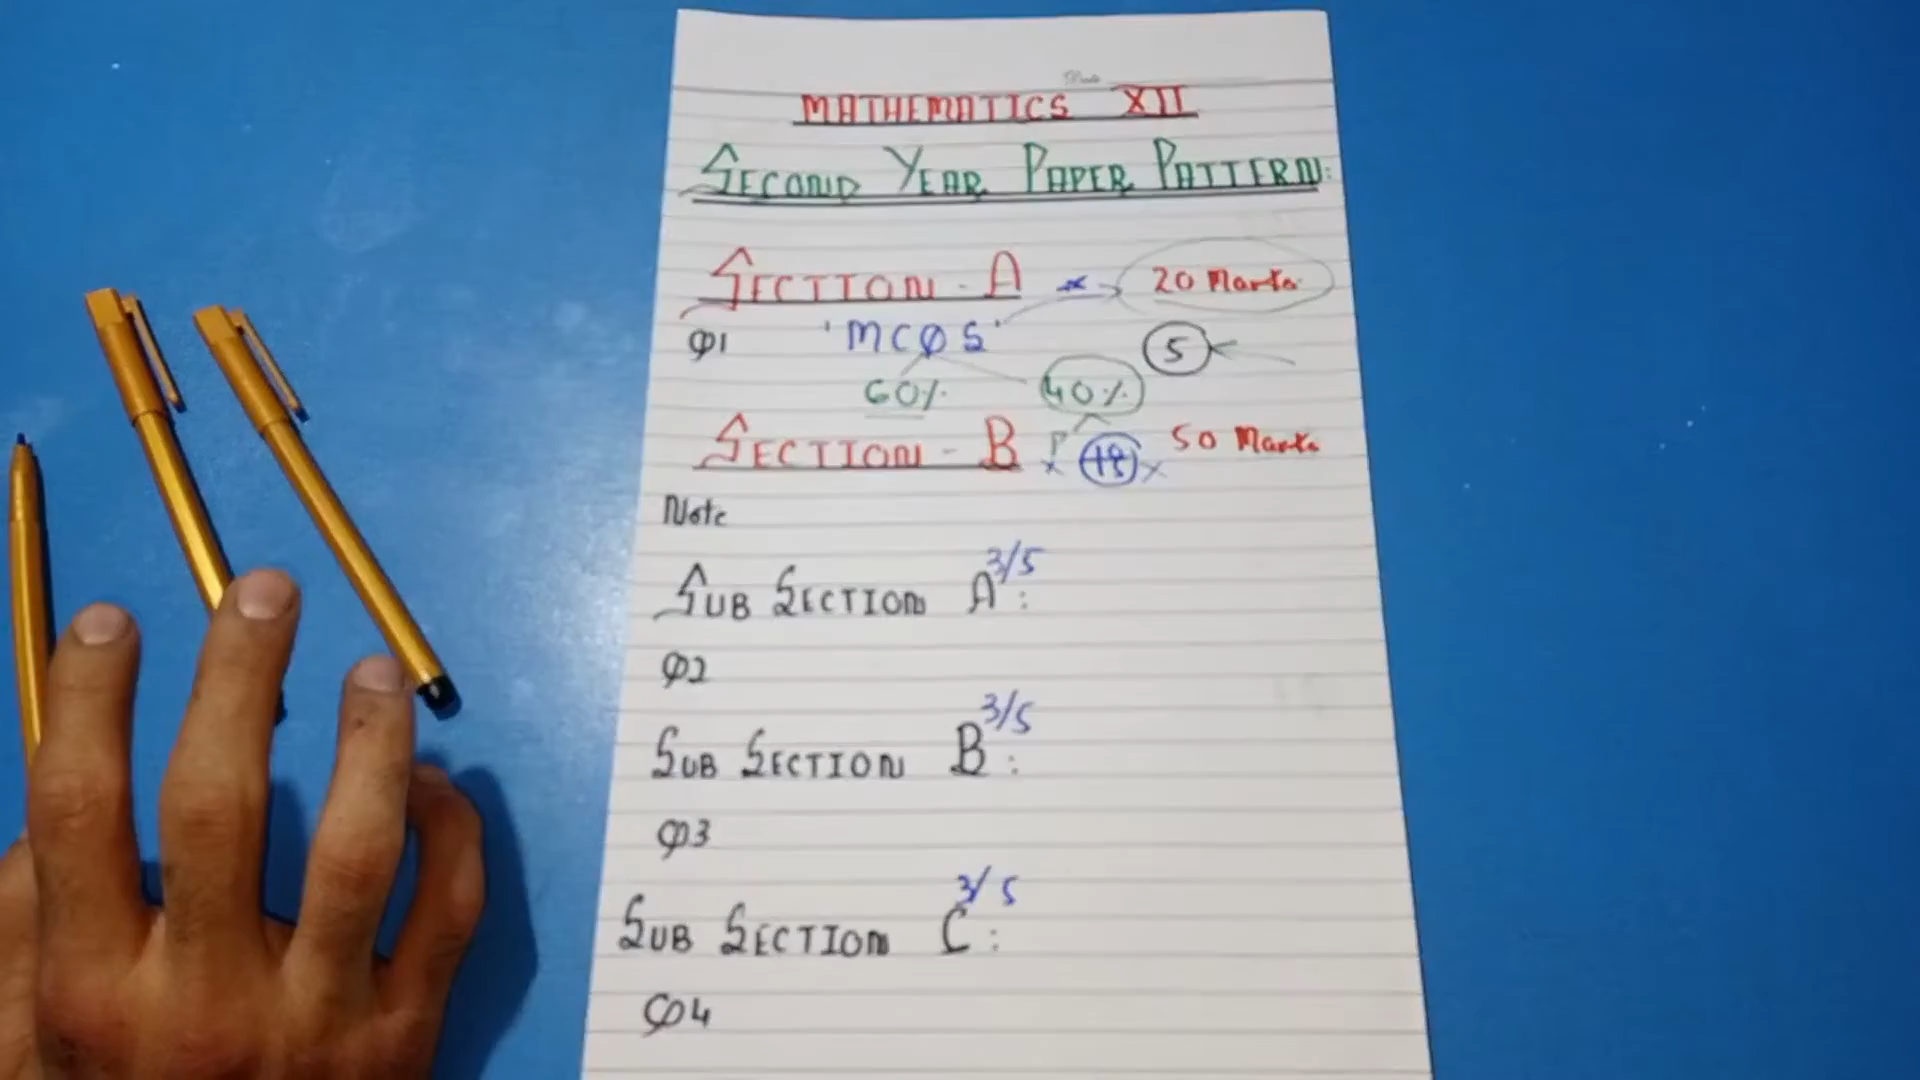 Date
MATHEMATICS XII
SECOND YEAR PAPER PATTERN:
SECTION - A 20 Marks
Q1 'MCQS' 5
60% 40%
SECTION - B 50 Marks
Note
SUB SECTION A: 3/5
Q2
SUB SECTION B: 3/5
Q3
SUB SECTION C: 3/5
Q4